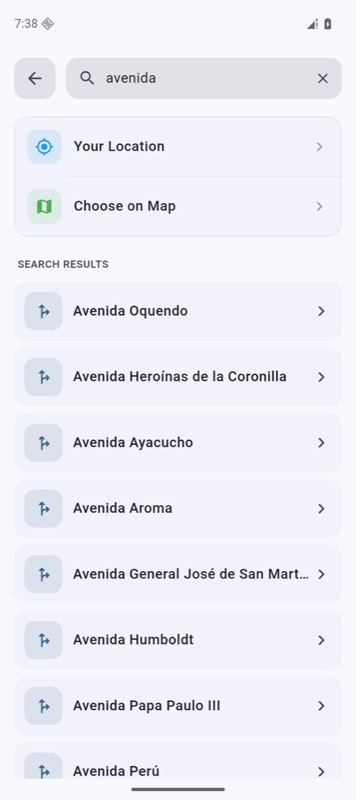 7:38
avenida
Your Location
Choose on Map
SEARCH RESULTS
Avenida Oquendo
Avenida Heroínas de la Coronilla
Avenida Ayacucho
Avenida Aroma
Avenida General José de San Mart...
Avenida Humboldt
Avenida Papa Paulo III
Avenida Perú